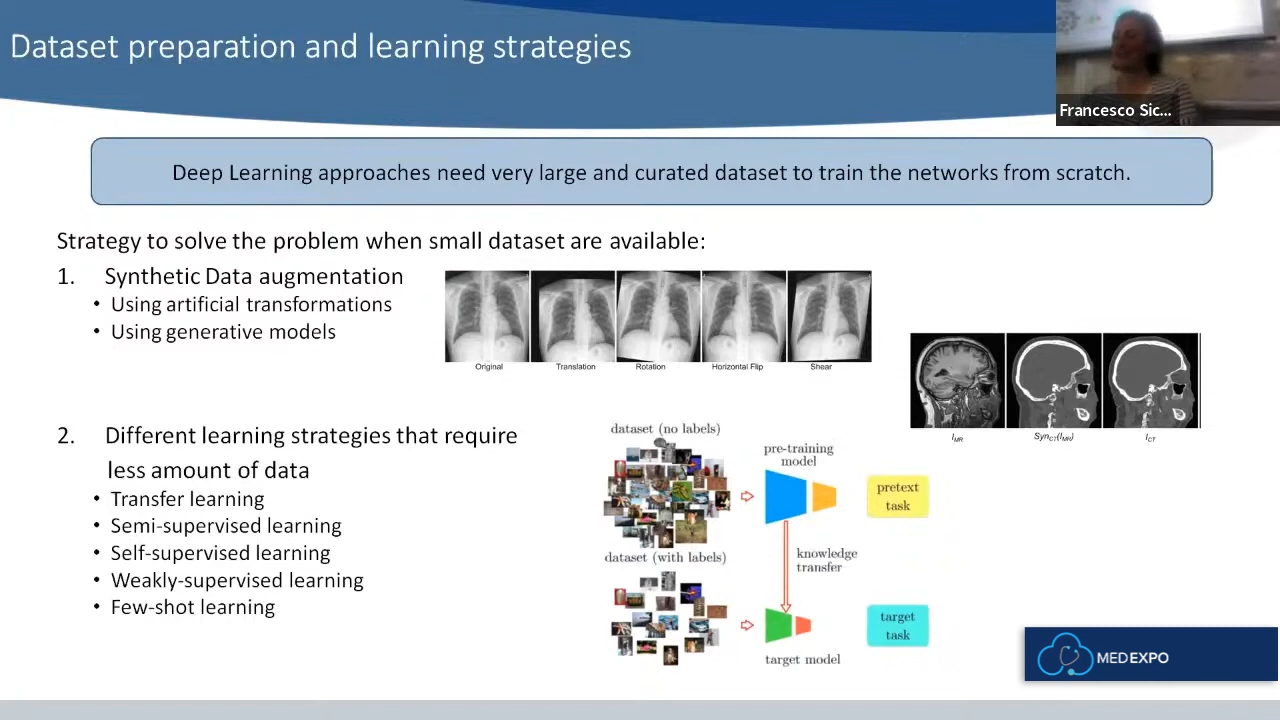 Dataset preparation and learning strategies
Francesco Sic...
Deep Learning approaches need very large and curated dataset to train the networks from scratch.
Strategy to solve the problem when small dataset are available:
1. Synthetic Data augmentation
• Using artificial transformations
• Using generative models
Original Translation Rotation Horizontal Flip Shear
I_MR Syn_CT(I_MR) I_CT
2. Different learning strategies that require
less amount of data
• Transfer learning
• Semi-supervised learning
• Self-supervised learning
• Weakly-supervised learning
• Few-shot learning
dataset (no labels)
pre-training
model
pretext
task
dataset (with labels)
knowledge
transfer
target
task
target model
MEDEXPO